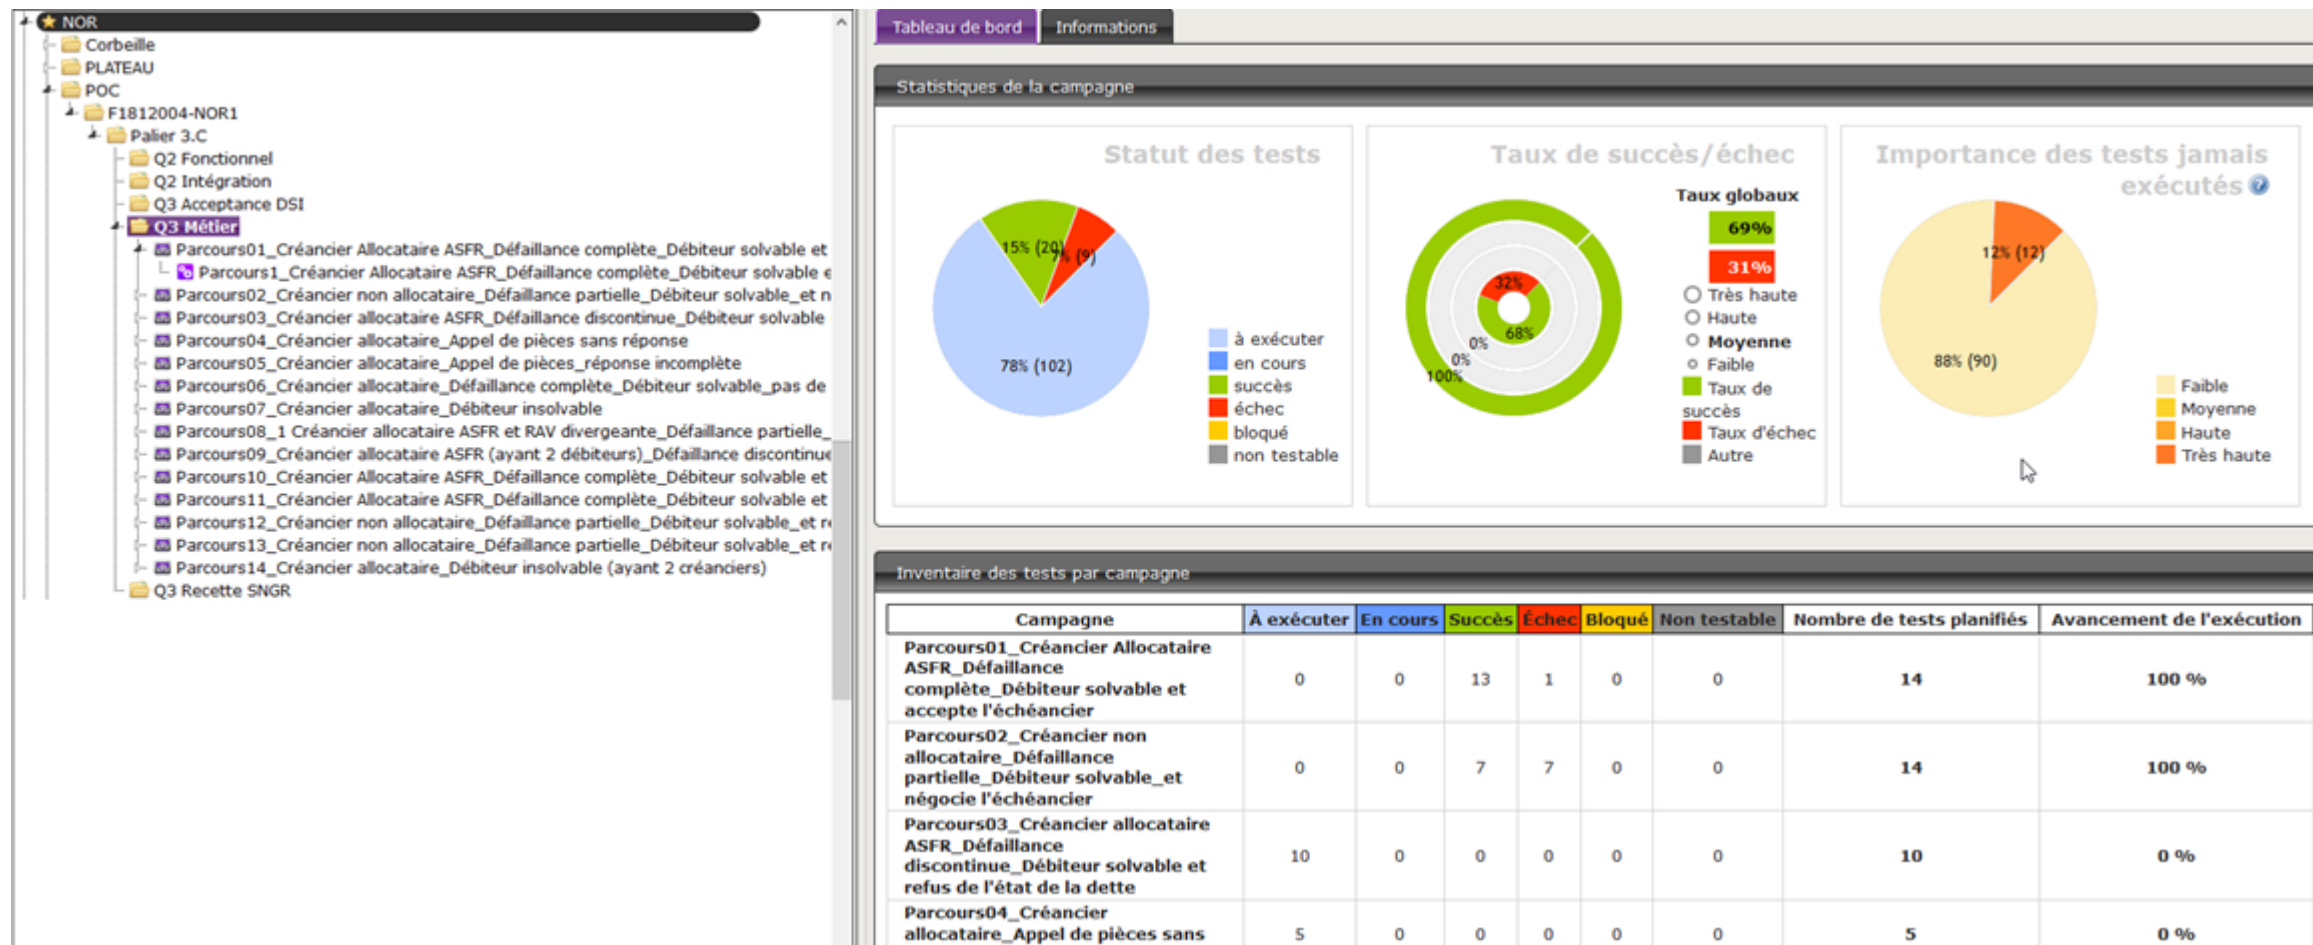 NOR
Corbeille
PLATEAU
POC
F1812004-NOR1
Palier 3.C
Q2 Fonctionnel
Q2 Intégration
Q3 Acceptance DSI
Q3 Métier
Parcours01_Créancier Allocataire ASFR_Défaillance complète_Débiteur solvable et
Parcours1_Créancier Allocataire ASFR_Défaillance complète_Débiteur solvable e
Parcours02_Créancier non allocataire_Défaillance partielle_Débiteur solvable_et n
Parcours03_Créancier allocataire ASFR_Défaillance discontinue_Débiteur solvable
Parcours04_Créancier allocataire_Appel de pièces sans réponse
Parcours05_Créancier allocataire_Appel de pièces_réponse incomplète
Parcours06_Créancier allocataire_Défaillance complète_Débiteur solvable_pas de
Parcours07_Créancier allocataire_Débiteur insolvable
Parcours08_1 Créancier allocataire ASFR et RAV divergeante_Défaillance partielle_
Parcours09_Créancier allocataire ASFR (ayant 2 débiteurs)_Défaillance discontinue
Parcours10_Créancier Allocataire ASFR_Défaillance complète_Débiteur solvable et
Parcours11_Créancier Allocataire ASFR_Défaillance complète_Débiteur solvable et
Parcours12_Créancier non allocataire_Défaillance partielle_Débiteur solvable_et re
Parcours13_Créancier non allocataire_Défaillance partielle_Débiteur solvable_et re
Parcours14_Créancier allocataire_Débiteur insolvable (ayant 2 créanciers)
Q3 Recette SNGR
Tableau de bord Informations
Statistiques de la campagne
Statut des tests
15% (20)
7% (9)
78% (102)
à exécuter
en cours
succès
échec
bloqué
non testable
Taux de succès/échec
Taux globaux
69%
31%
32%
68%
0%
0%
100%
Très haute
Haute
Moyenne
Faible
Taux de
succès
Taux d'échec
Autre
Importance des tests jamais
exécutés ?
12% (12)
88% (90)
Faible
Moyenne
Haute
Très haute
Inventaire des tests par campagne
Campagne À exécuter En cours Succès Échec Bloqué Non testable Nombre de tests planifiés Avancement de l'exécution
Parcours01_Créancier Allocataire
ASFR_Défaillance
complète_Débiteur solvable et
accepte l'échéancier
0 0 13 1 0 0 14 100 %
Parcours02_Créancier non
allocataire_Défaillance
partielle_Débiteur solvable_et
négocie l'échéancier
0 0 7 7 0 0 14 100 %
Parcours03_Créancier allocataire
ASFR_Défaillance
discontinue_Débiteur solvable et
refus de l'état de la dette
10 0 0 0 0 0 10 0 %
Parcours04_Créancier
allocataire_Appel de pièces sans
5 0 0 0 0 0 5 0 %